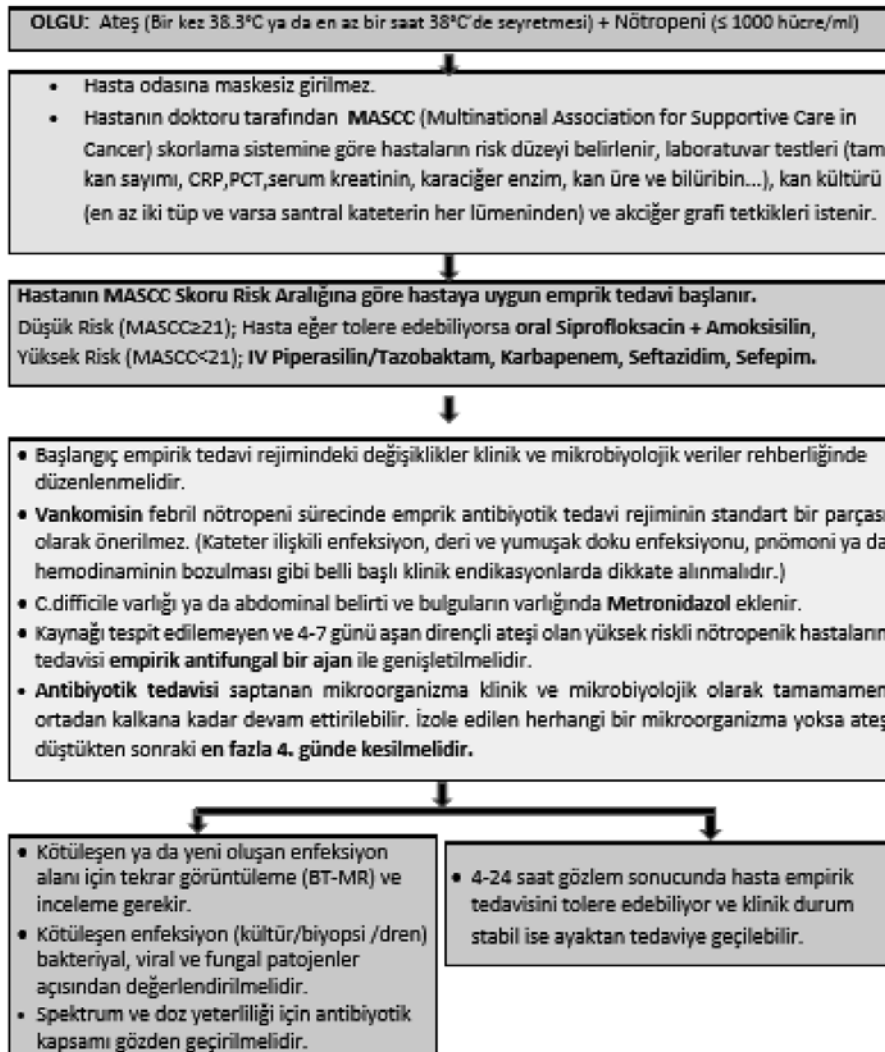 OLGU: Ateş (Bir kez 38.3ºC ya da en az bir saat 38ºC'de seyretmesi) + Nötropeni (≤ 1000 hücre/ml)
• Hasta odasına maskesiz girilmez.
• Hastanın doktoru tarafından MASCC (Multinational Association for Supportive Care in
Cancer) skorlama sistemine göre hastaların risk düzeyi belirlenir, laboratuvar testleri (tam
kan sayımı, CRP,PCT,serum kreatinin, karaciğer enzim, kan üre ve bilüribin...), kan kültürü
(en az iki tüp ve varsa santral kateterin her lümeninden) ve akciğer grafi tetkikleri istenir.
Hastanın MASCC Skoru Risk Aralığına göre hastaya uygun emprik tedavi başlanır.
Düşük Risk (MASCC≥21); Hasta eğer tolere edebiliyorsa oral Siprofloksacin + Amoksisilin,
Yüksek Risk (MASCC<21); IV Piperasilin/Tazobaktam, Karbapenem, Seftazidim, Sefepim.
• Başlangıç empirik tedavi rejimindeki değişiklikler klinik ve mikrobiyolojik veriler rehberliğinde
düzenlenmelidir.
• Vankomisin febril nötropeni sürecinde emprik antibiyotik tedavi rejiminin standart bir parçası
olarak önerilmez. (Kateter ilişkili enfeksiyon, deri ve yumuşak doku enfeksiyonu, pnömoni ya da
hemodinaminin bozulması gibi belli başlı klinik endikasyonlarda dikkate alınmalıdır.)
• C.difficile varlığı ya da abdominal belirti ve bulguların varlığında Metronidazol eklenir.
• Kaynağı tespit edilemeyen ve 4-7 günü aşan dirençli ateşi olan yüksek riskli nötropenik hastaların
tedavisi empirik antifungal bir ajan ile genişletilmelidir.
• Antibiyotik tedavisi saptanan mikroorganizma klinik ve mikrobiyolojik olarak tamamamen
ortadan kalkana kadar devam ettirilebilir. İzole edilen herhangi bir mikroorganizma yoksa ateş
düştükten sonraki en fazla 4. günde kesilmelidir.
• Kötüleşen ya da yeni oluşan enfeksiyon
alanı için tekrar görüntüleme (BT-MR) ve
inceleme gerekir.
• Kötüleşen enfeksiyon (kültür/biyopsi /dren)
bakteriyal, viral ve fungal patojenler
açısından değerlendirilmelidir.
• Spektrum ve doz yeterliliği için antibiyotik
kapsamı gözden geçirilmelidir.
• 4-24 saat gözlem sonucunda hasta empirik
tedavisini tolere edebiliyor ve klinik durum
stabil ise ayaktan tedaviye geçilebilir.